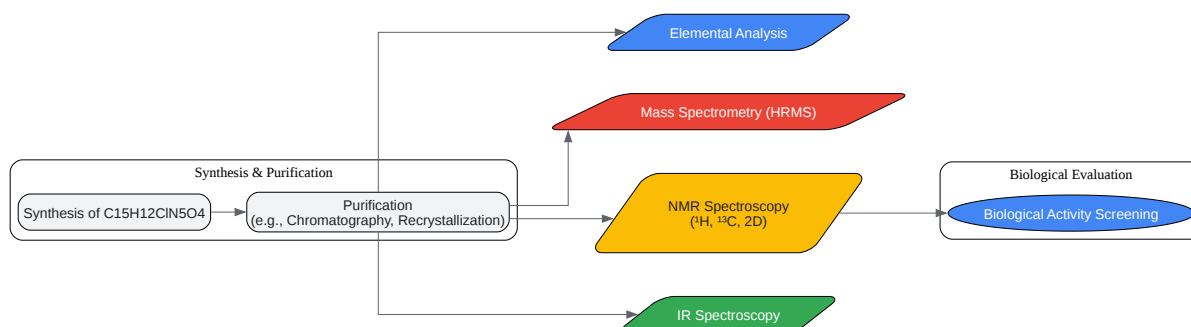 Elemental Analysis
Mass Spectrometry (HRMS)
Synthesis & Purification
Synthesis of C15H12ClN5O4
Purification
(e.g., Chromatography, Recrystallization)
NMR Spectroscopy
(¹H, ¹³C, 2D)
Biological Evaluation
Biological Activity Screening
IR Spectroscopy